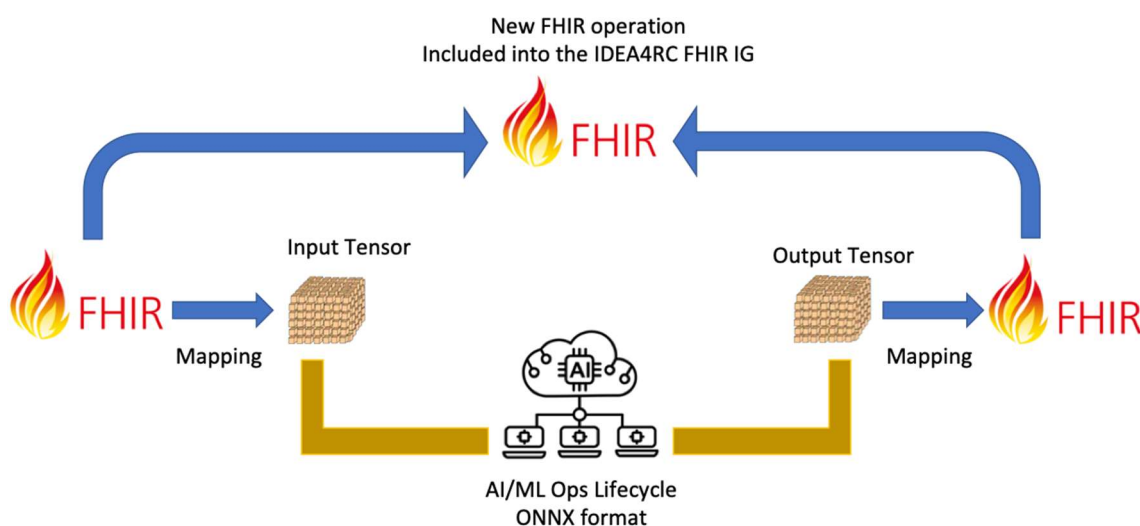 New FHIR operation
Included into the IDEA4RC FHIR IG
FHIR
Input Tensor
Output Tensor
FHIR
FHIR
Mapping
Mapping
AI
AI/ML Ops Lifecycle
ONNX format